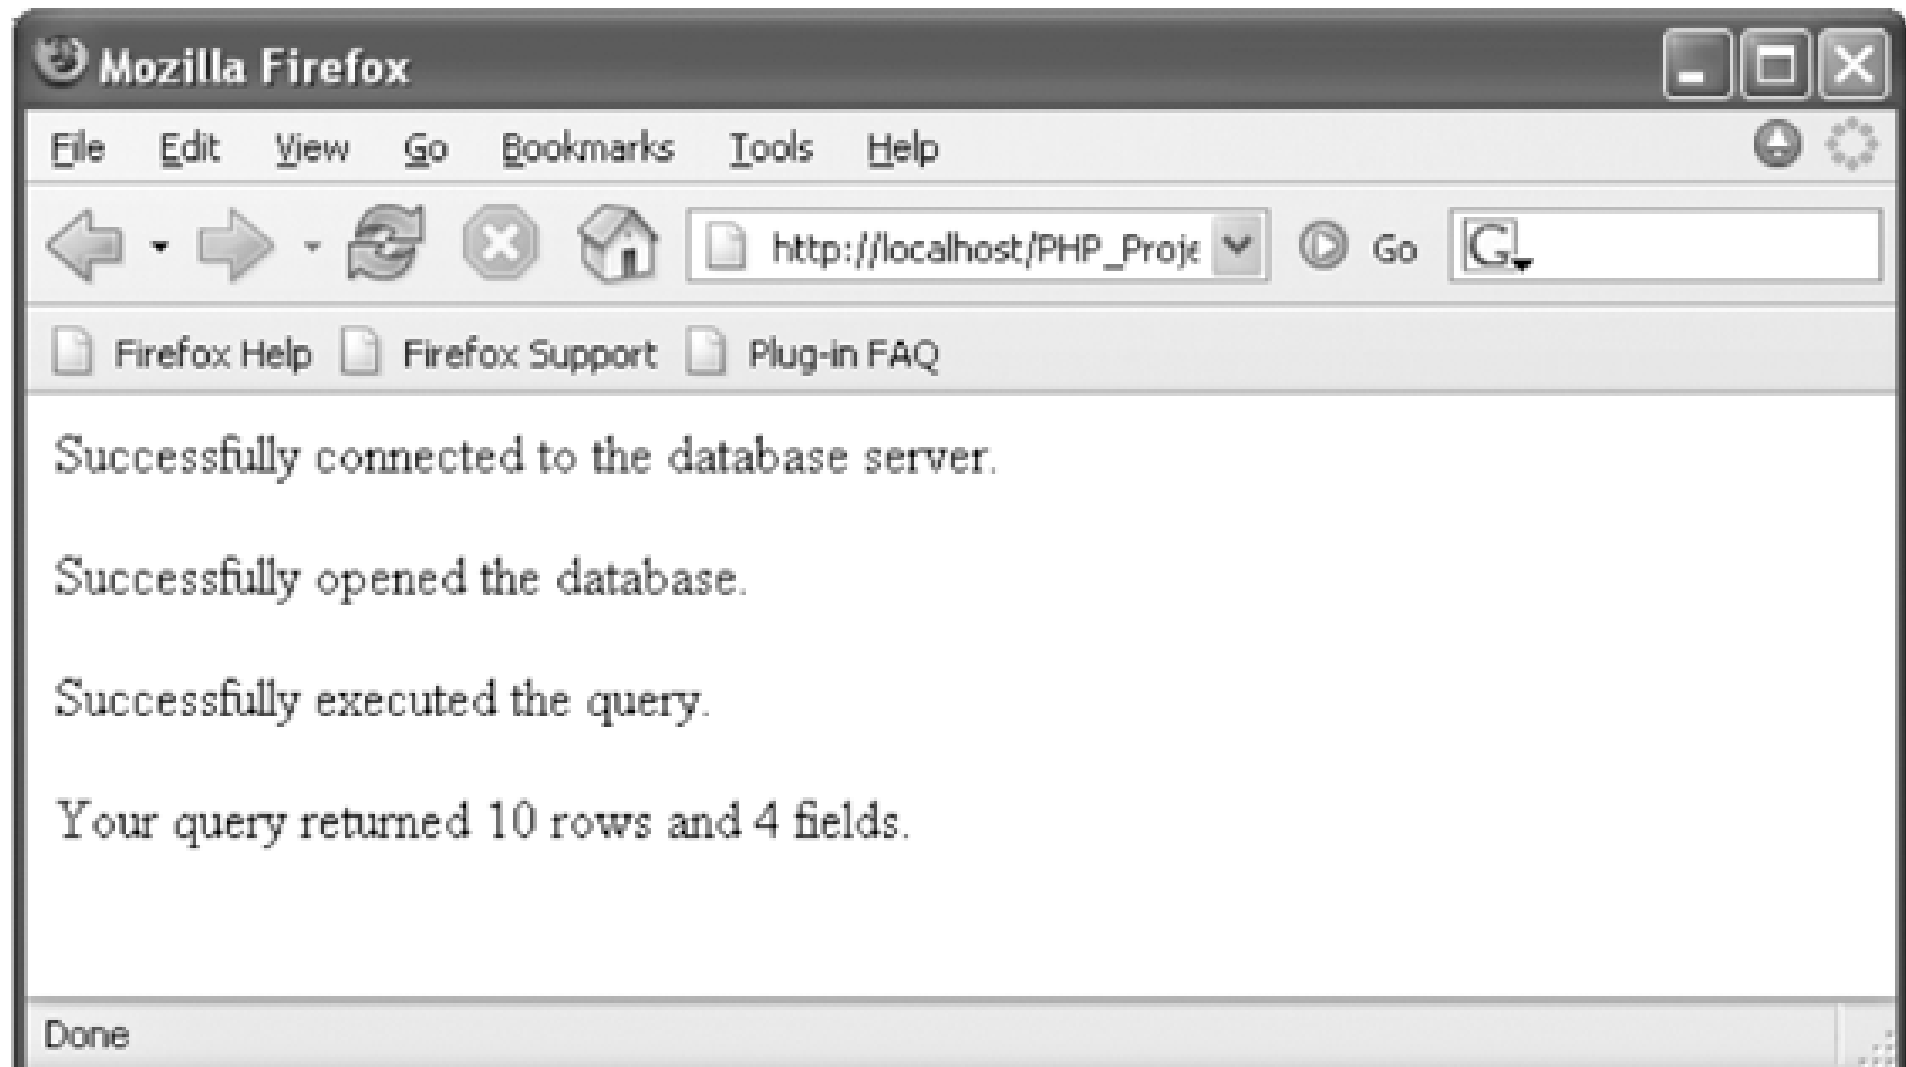 Mozilla Firefox
File Edit View Go Bookmarks Tools Help
http://localhost/PHP_Proje Go G
Firefox Help Firefox Support Plug-in FAQ
Successfully connected to the database server.
Successfully opened the database.
Successfully executed the query.
Your query returned 10 rows and 4 fields.
Done